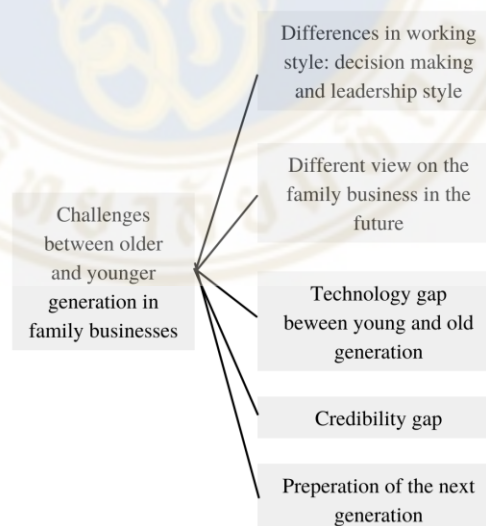 Differences in working
style: decision making
and leadership style
Different view on the
family business in the
future
Challenges
between older
and younger
generation in
family businesses
Technology gap
beween young and old
generation
Credibility gap
Preperation of the next
generation